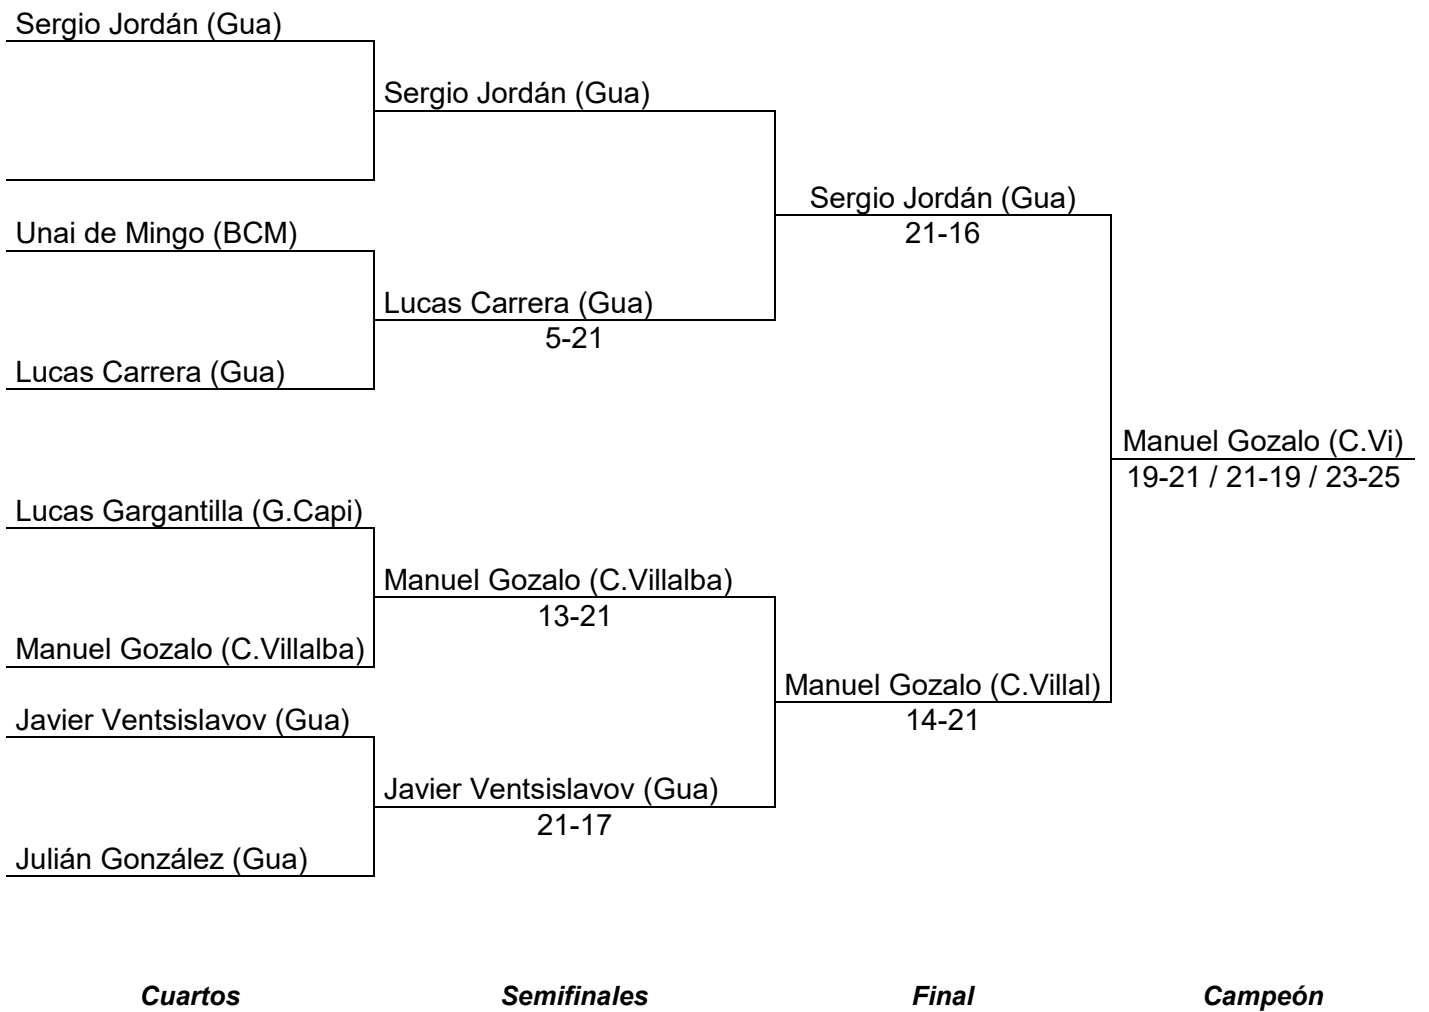 Sergio Jordán (Gua)
Sergio Jordán (Gua)
Sergio Jordán (Gua)
21-16
Unai de Mingo (BCM)
Lucas Carrera (Gua)
5-21
Lucas Carrera (Gua)
Manuel Gozalo (C.Vi)
19-21 / 21-19 / 23-25
Lucas Gargantilla (G.Capi)
Manuel Gozalo (C.Villalba)
13-21
Manuel Gozalo (C.Villalba)
Manuel Gozalo (C.Villal)
14-21
Javier Ventsislavov (Gua)
Javier Ventsislavov (Gua)
21-17
Julián González (Gua)
Cuartos Semifinales Final Campeón